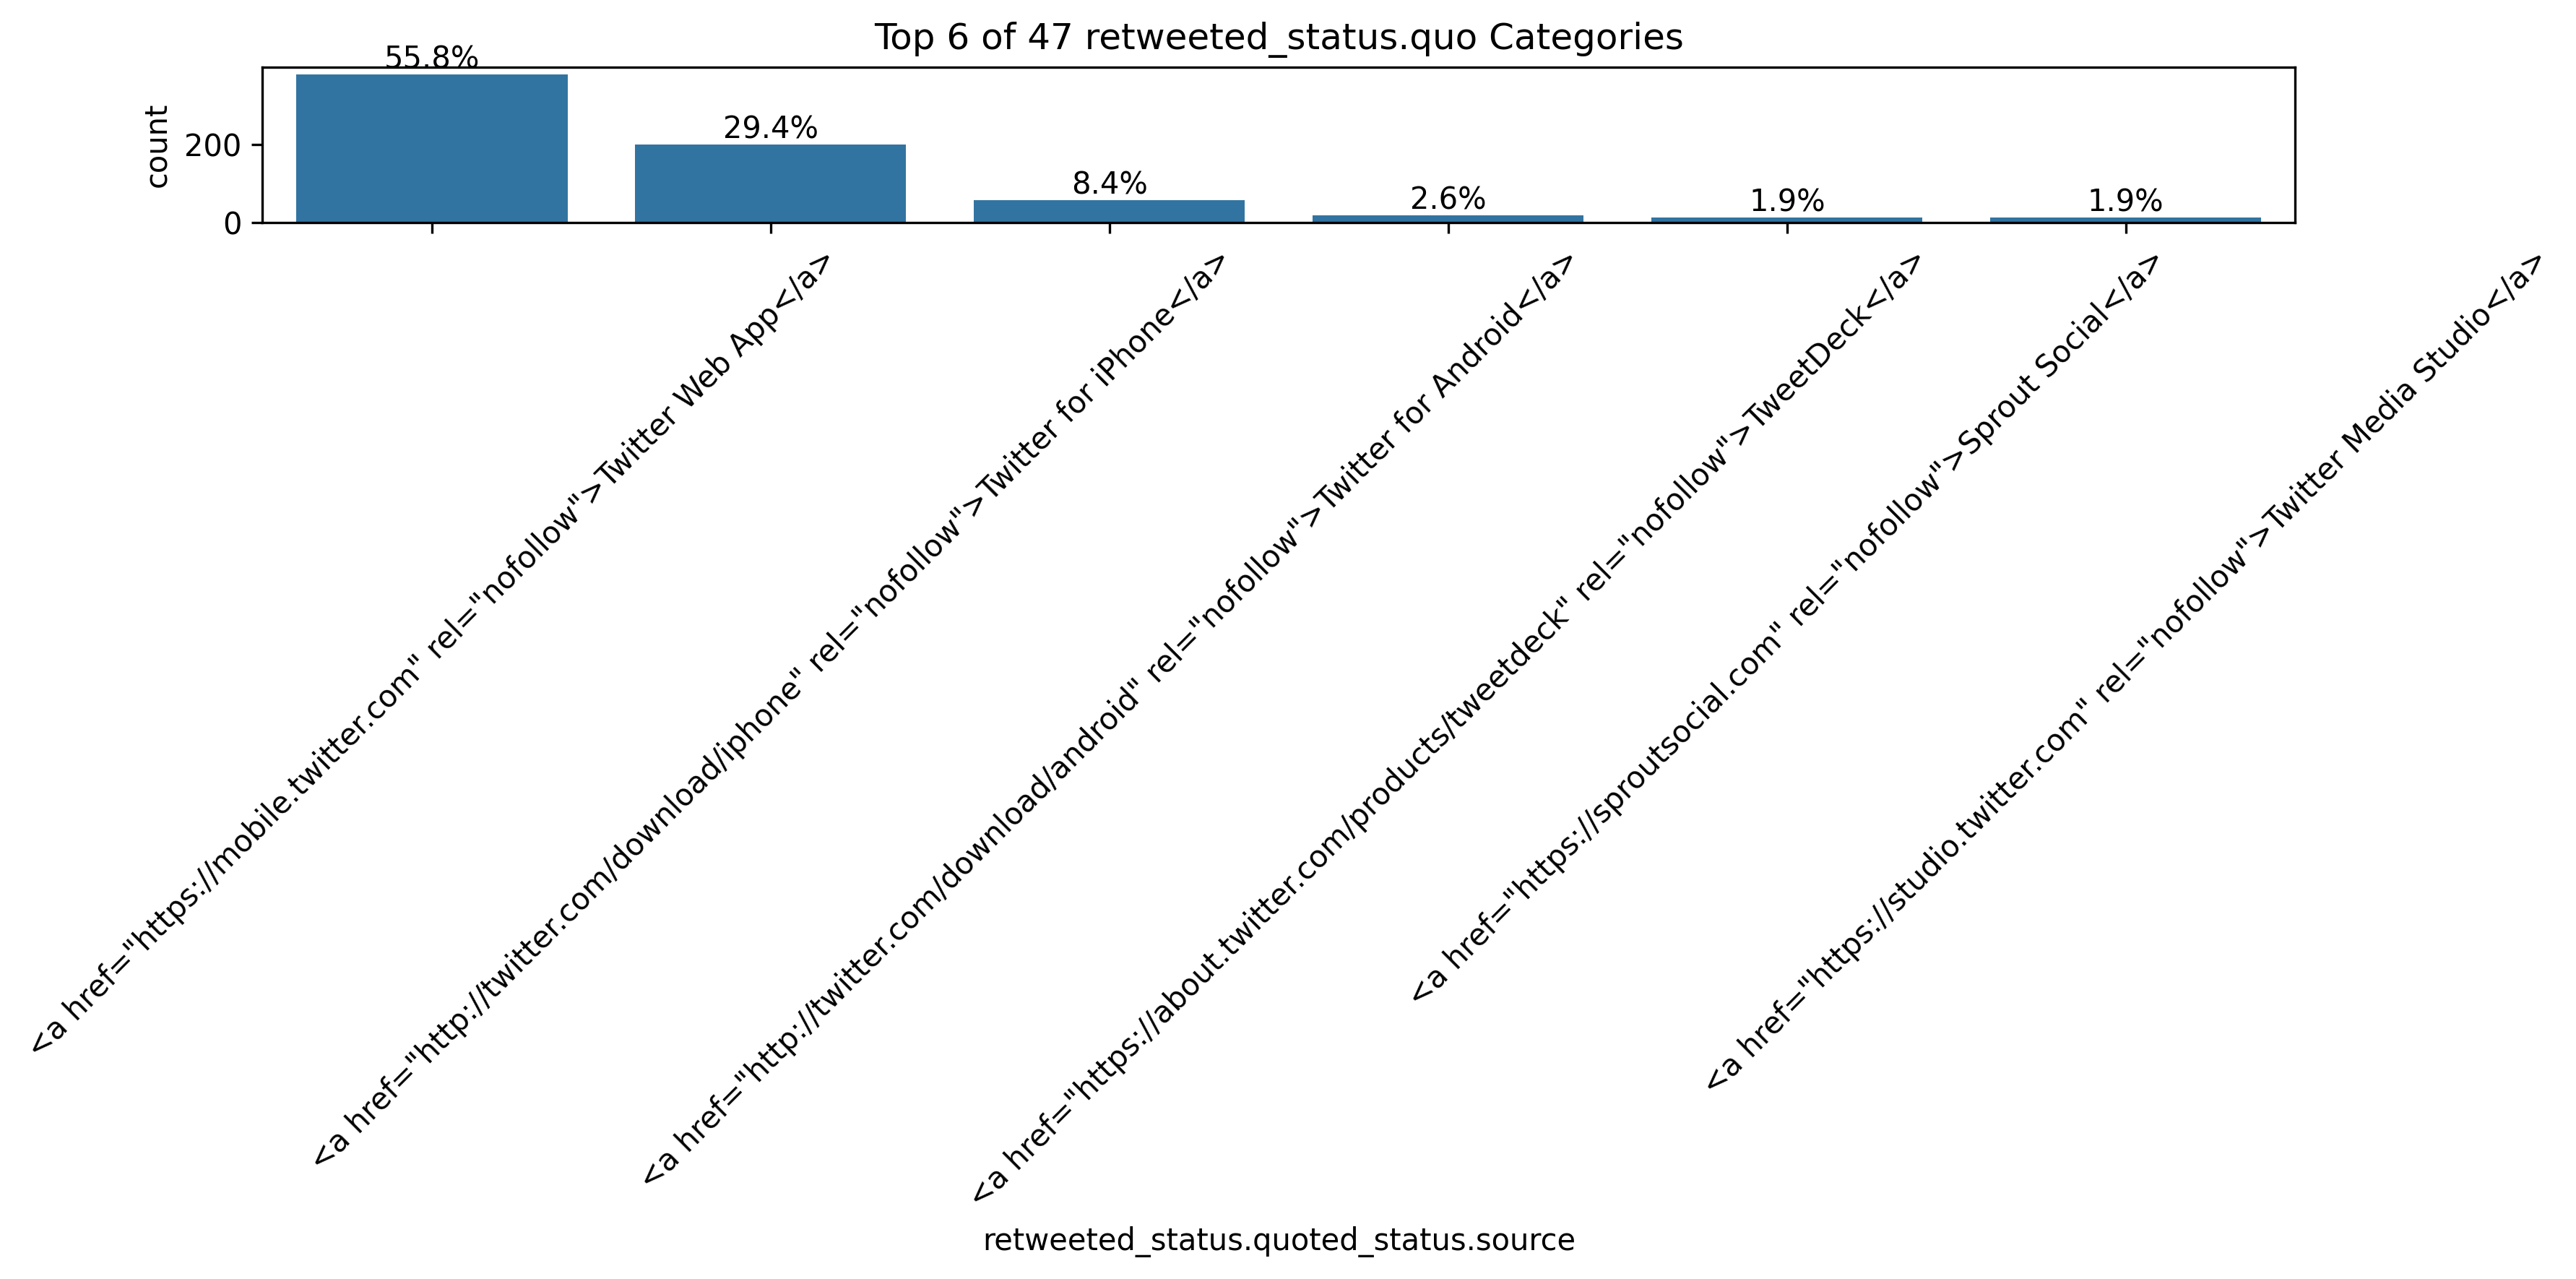 Top 6 of 47 retweeted_status.quo Categories
55.8%
29.4%
8.4%
2.6%
1.9%
1.9%
count
200
0
<a href="https://mobile.twitter.com" rel="nofollow">Twitter Web App</a>
<a href="http://twitter.com/download/iphone" rel="nofollow">Twitter for iPhone</a>
<a href="http://twitter.com/download/android" rel="nofollow">Twitter for Android</a>
<a href="https://about.twitter.com/products/tweetdeck" rel="nofollow">TweetDeck</a>
<a href="https://sproutsocial.com" rel="nofollow">Sprout Social</a>
<a href="https://studio.twitter.com" rel="nofollow">Twitter Media Studio</a>
retweeted_status.quoted_status.source